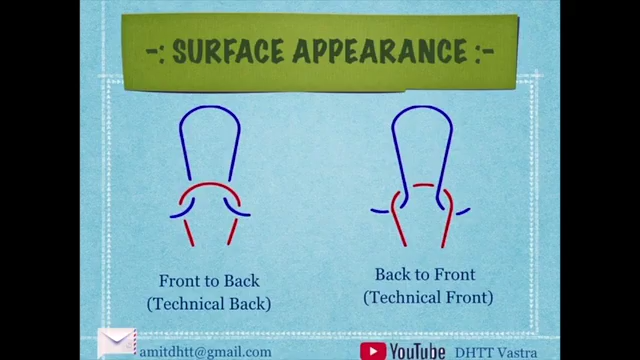 -: SURFACE APPEARANCE :-
Front to Back
(Technical Back)
Back to Front
(Technical Front)
amitdhtt@gmail.com
YouTube DHTT Vastra